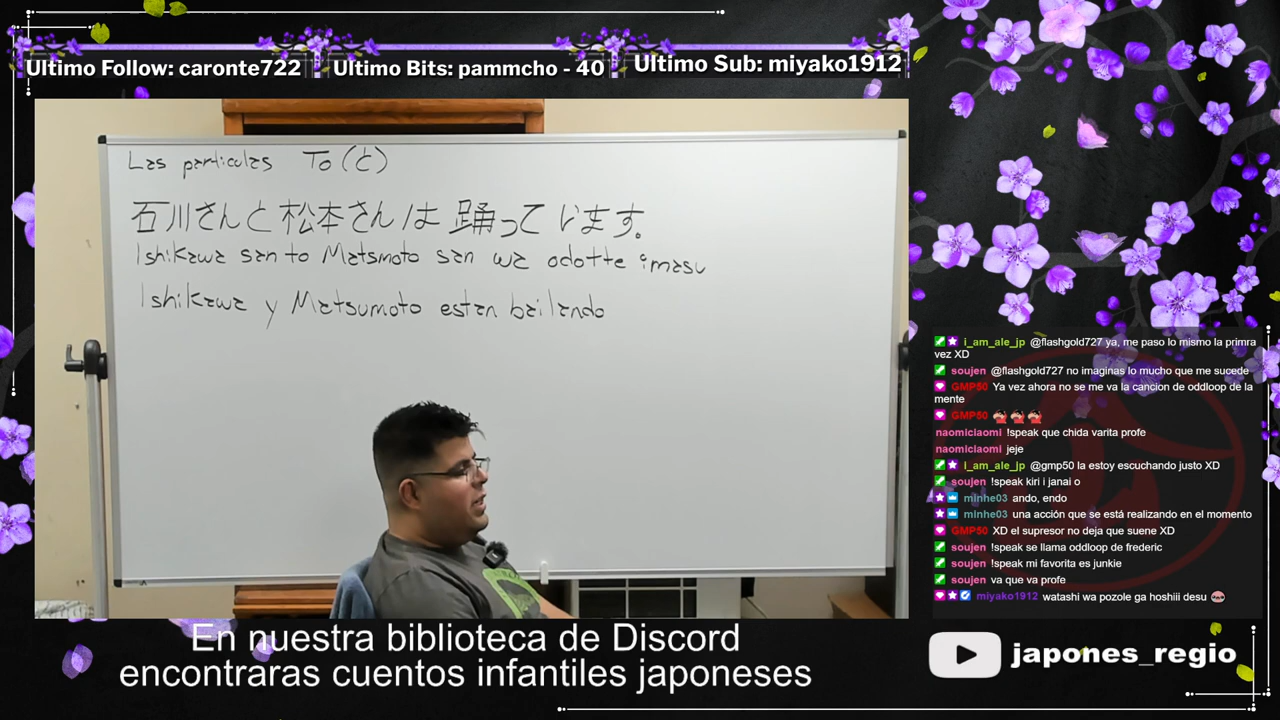 Ultimo Follow: caronte722
Ultimo Bits: pammcho - 40
Ultimo Sub: miyako1912
Las particulas To (と)
石川さんと松本さんは踊っています。
Ishikawa san to Matsmoto san wa odotte imasu
Ishikawa y Matsumoto estan bailando
i_am_ale_jp @flashgold727 ya, me paso lo mismo la primra
vez XD
soujen @flashgold727 no imaginas lo mucho que me sucede
GMP50 Ya vez ahora no se me va la cancion de oddloop de la
mente
GMP50
naomiciaomi !speak que chida varita profe
naomiciaomi jeje
i_am_ale_jp @gmp50 la estoy escuchando justo XD
soujen !speak kiri i janai o
minhe03 ando, endo
minhe03 una acción que se está realizando en el momento
GMP50 XD el supresor no deja que suene XD
soujen !speak se llama oddloop de frederic
soujen !speak mi favorita es junkie
soujen va que va profe
miyako1912 watashi wa pozole ga hoshiii desu
En nuestra biblioteca de Discord
encontraras cuentos infantiles japoneses
japones_regio